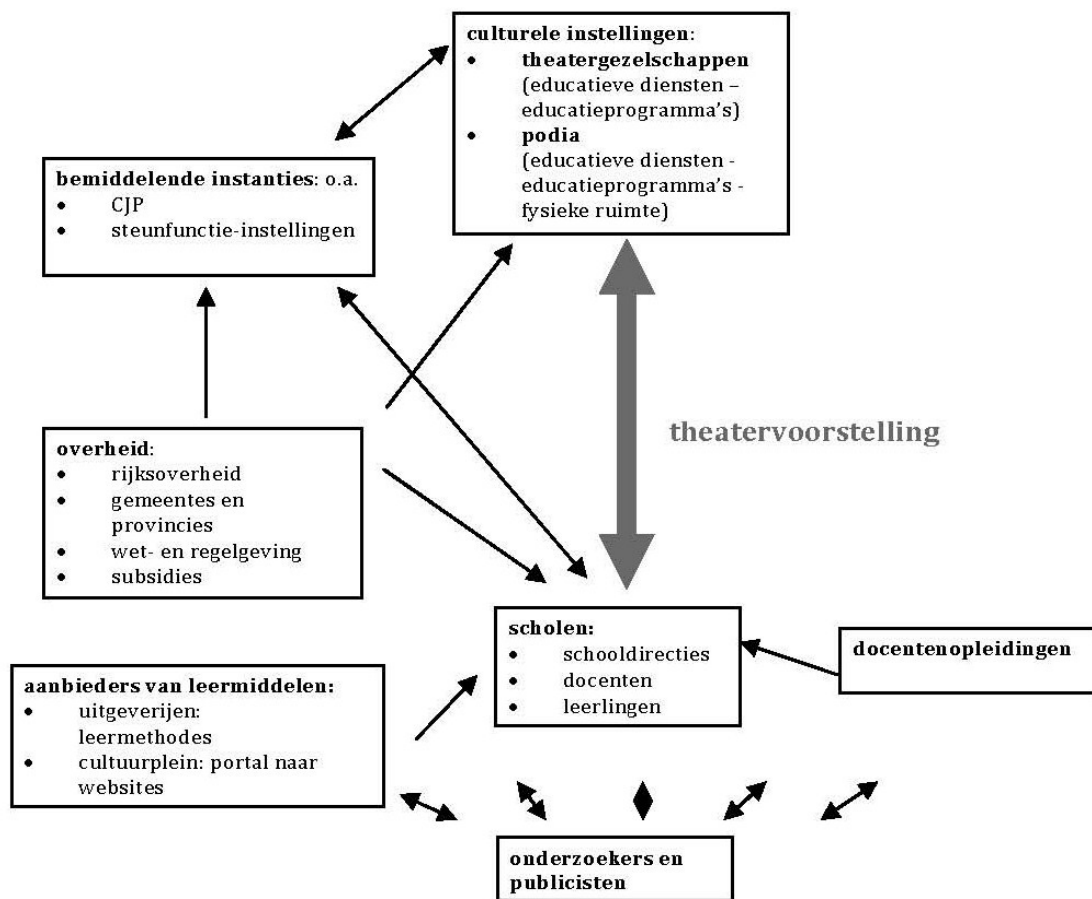 culturele instellingen:
• theatergezelschappen
(educatieve diensten –
educatieprogramma's)
• podia
(educatieve diensten -
educatieprogramma's -
fysieke ruimte)
bemiddelende instanties: o.a.
• CJP
• steunfunctie-instellingen
theatervoorstelling
overheid:
• rijksoverheid
• gemeentes en
provincies
• wet- en regelgeving
• subsidies
scholen:
• schooldirecties
• docenten
• leerlingen
docentenopleidingen
aanbieders van leermiddelen:
• uitgeverijen:
leermethodes
• cultuurplein: portal naar
websites
onderzoekers en
publicisten